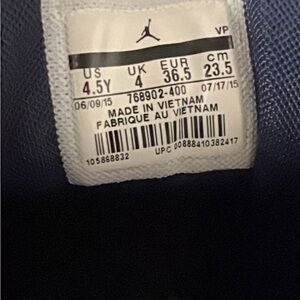 VP
US UK EUR cm
4.5Y 4 36.5 23.5
06/09/15 768902-400 07/17/15
MADE IN VIETNAM
FABRIQUE AU VIETNAM
105868832 UPC 00888410382417